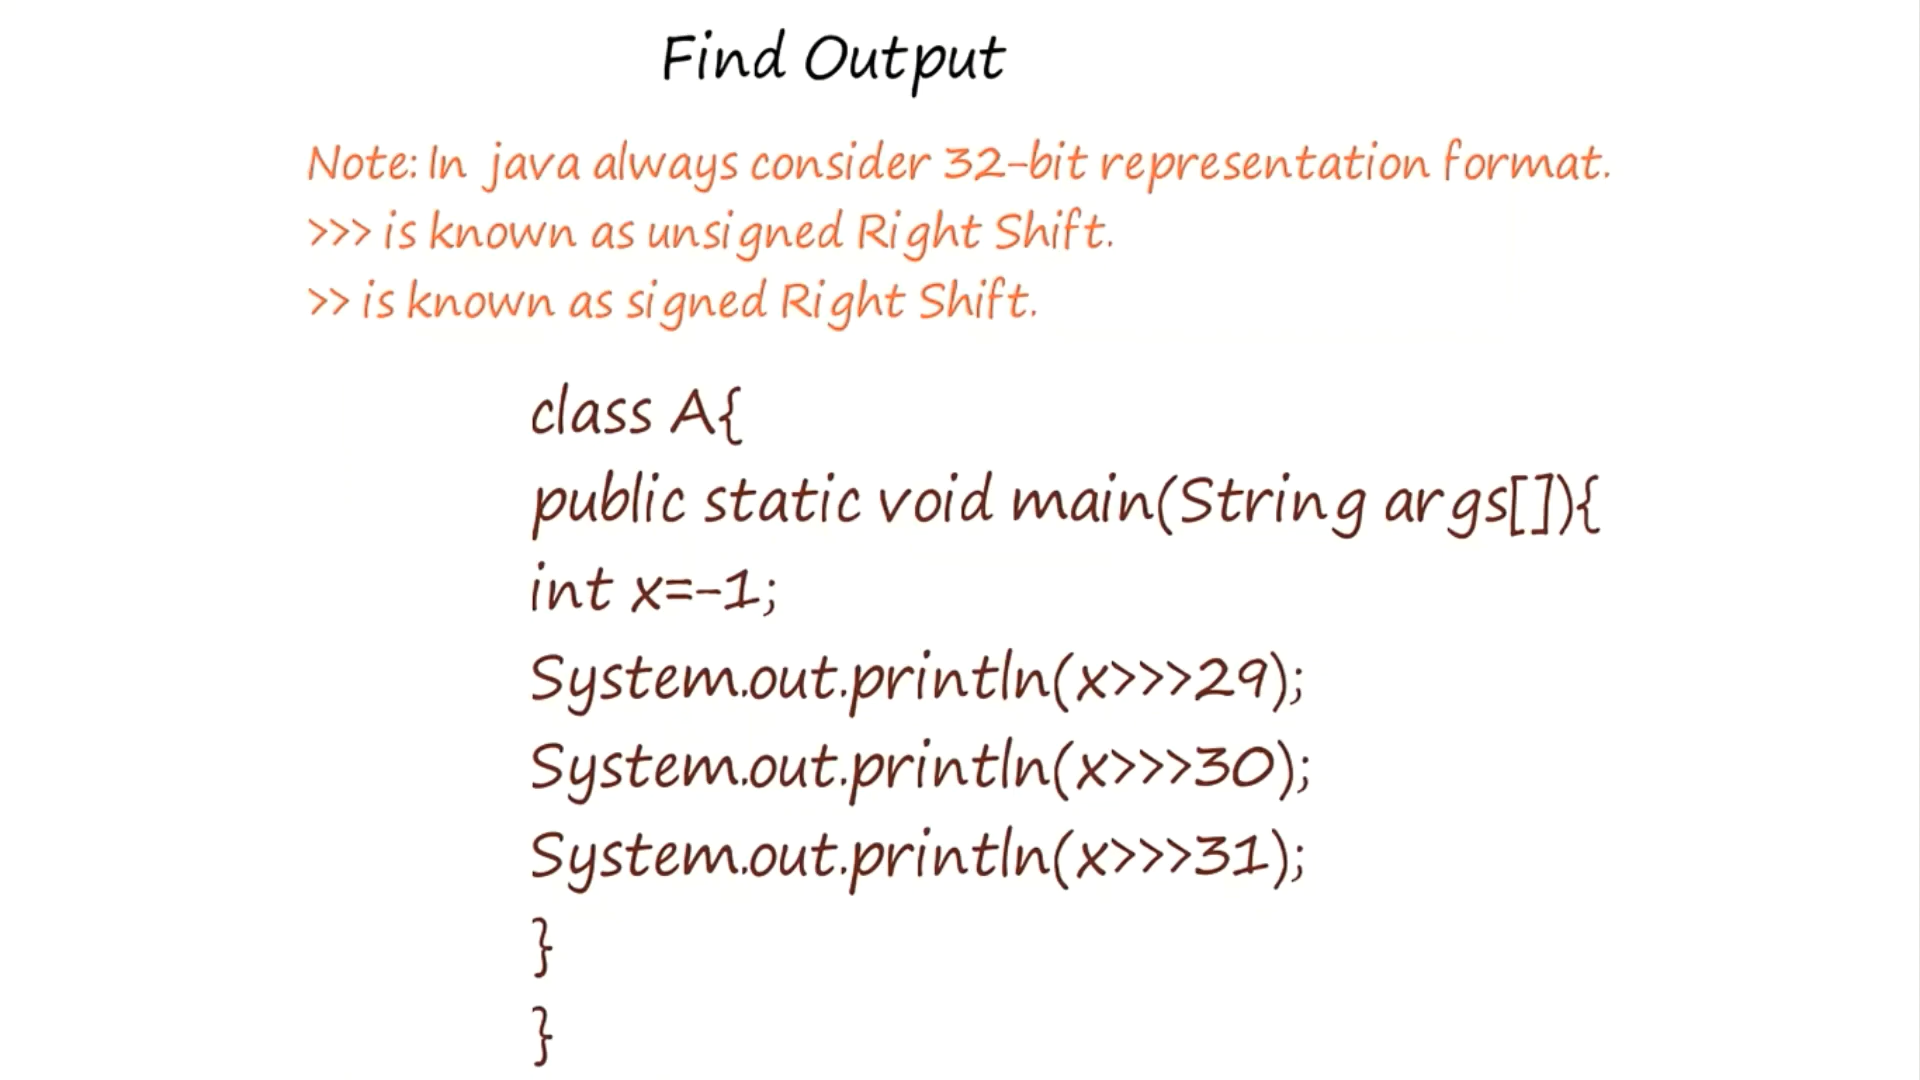 Find Output
Note: In java always consider 32-bit representation format.
>>> is known as unsigned Right Shift.
>> is known as signed Right Shift.
class A{
public static void main(String args[]){
int x=-1;
System.out.println(x>>>29);
System.out.println(x>>>30);
System.out.println(x>>>31);
}
}